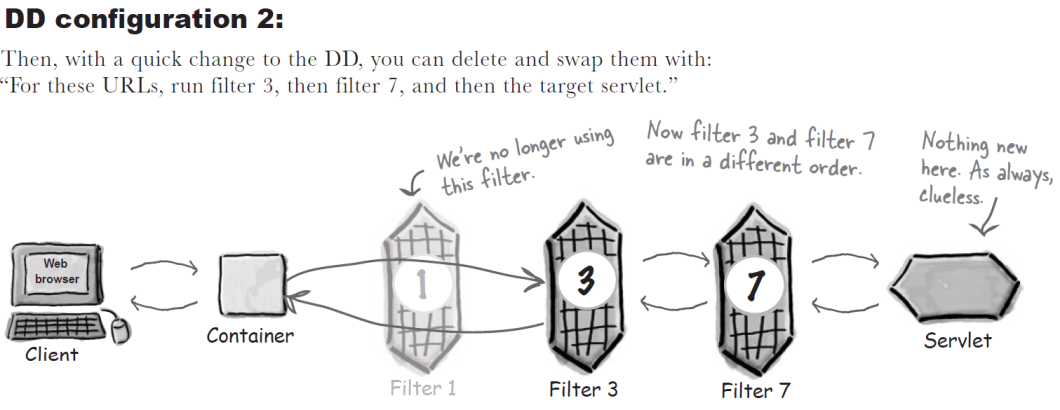 DD configuration 2:
Then, with a quick change to the DD, you can delete and swap them with:
“For these URLs, run filter 3, then filter 7, and then the target servlet.”
We're no longer using
this filter.
Now filter 3 and filter 7
are in a different order.
Nothing new
here. As always,
clueless.
Web
browser
1
3
7
Client
Container
Filter 1
Filter 3
Filter 7
Servlet